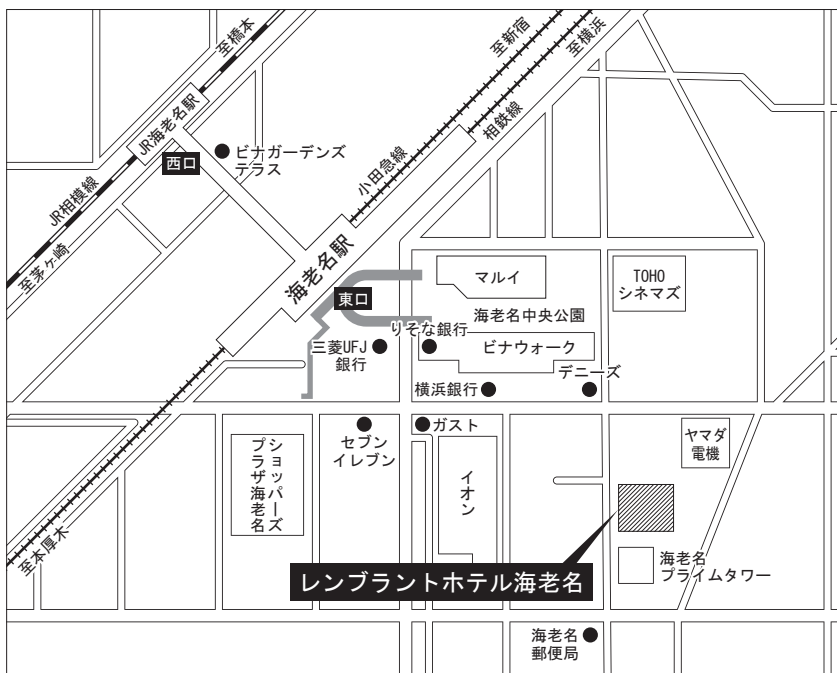 至橋本
至新宿
至横浜
JR海老名駅
西口
ビナガーデンズ
テラス
小田急線
相鉄線
JR相模線
至茅ヶ崎
海老名駅
東口
マルイ
TOHO
シネマズ
海老名中央公園
りそな銀行
三菱UFJ
銀行
ビナウォーク
デニーズ
横浜銀行
セブン
イレブン
ガスト
ヤマダ
電機
ショッパーズ
プラザ海老名
イオン
至本厚木
海老名
プライムタワー
レンブラントホテル海老名
海老名
郵便局